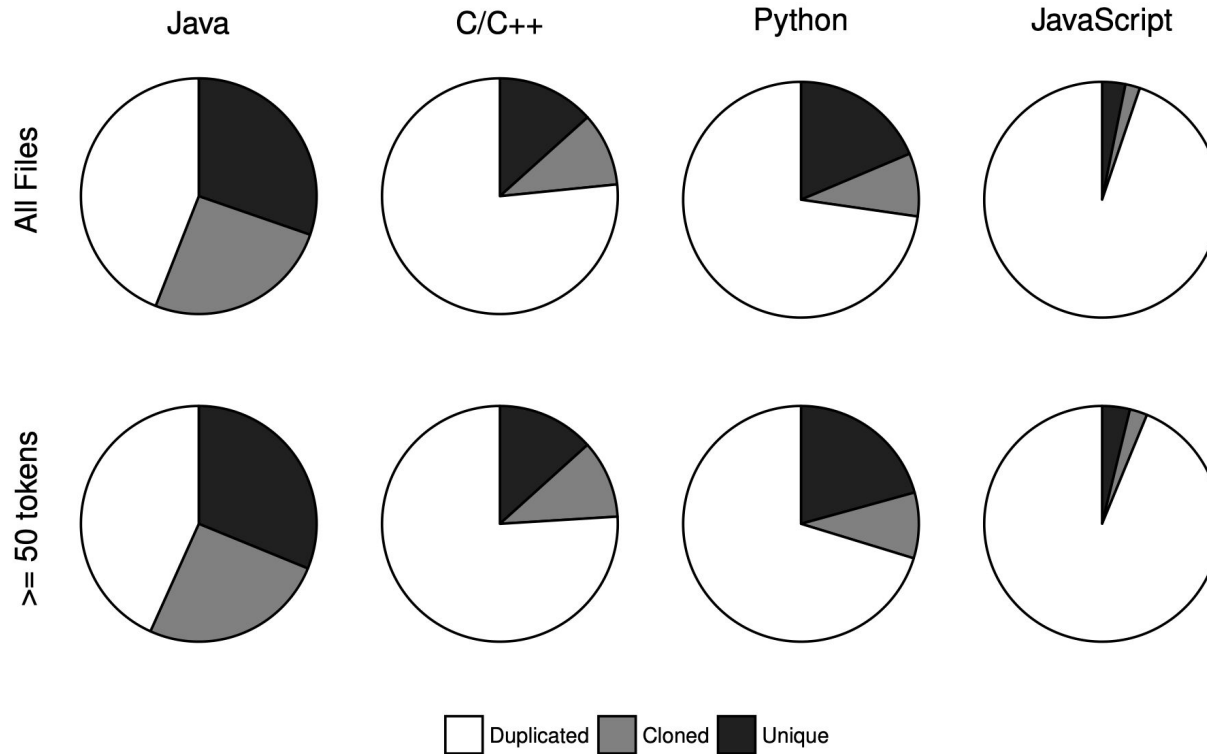 Java C/C++ Python JavaScript
All Files
>= 50 tokens
Duplicated Cloned Unique